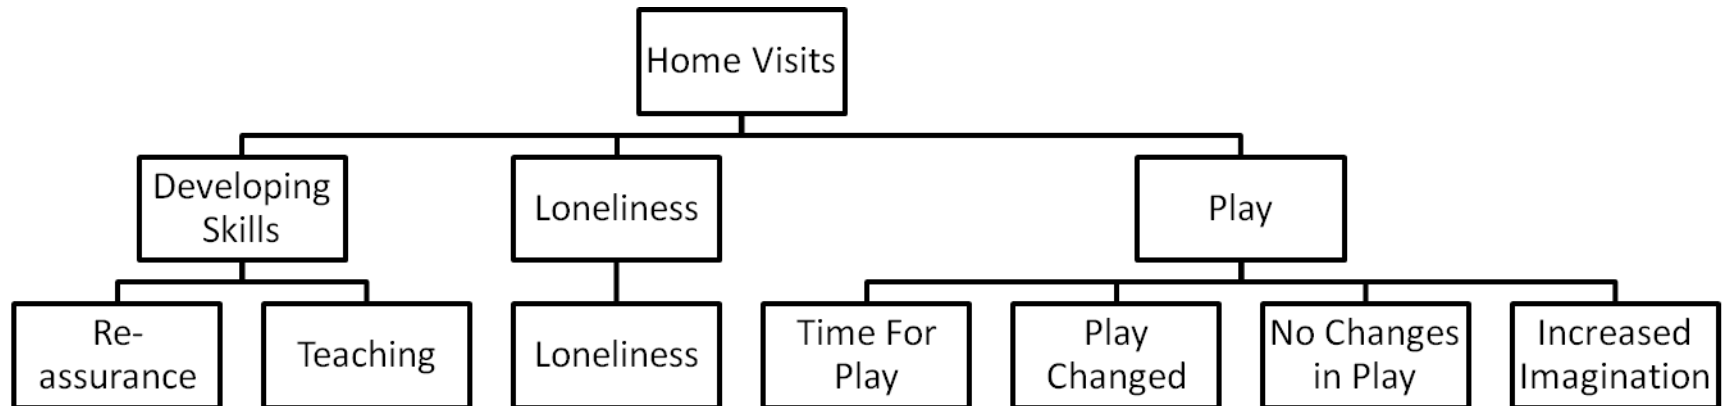 Home Visits
Developing
Skills
Loneliness
Play
Re-
assurance
Teaching
Loneliness
Time For
Play
Play
Changed
No Changes
in Play
Increased
Imagination